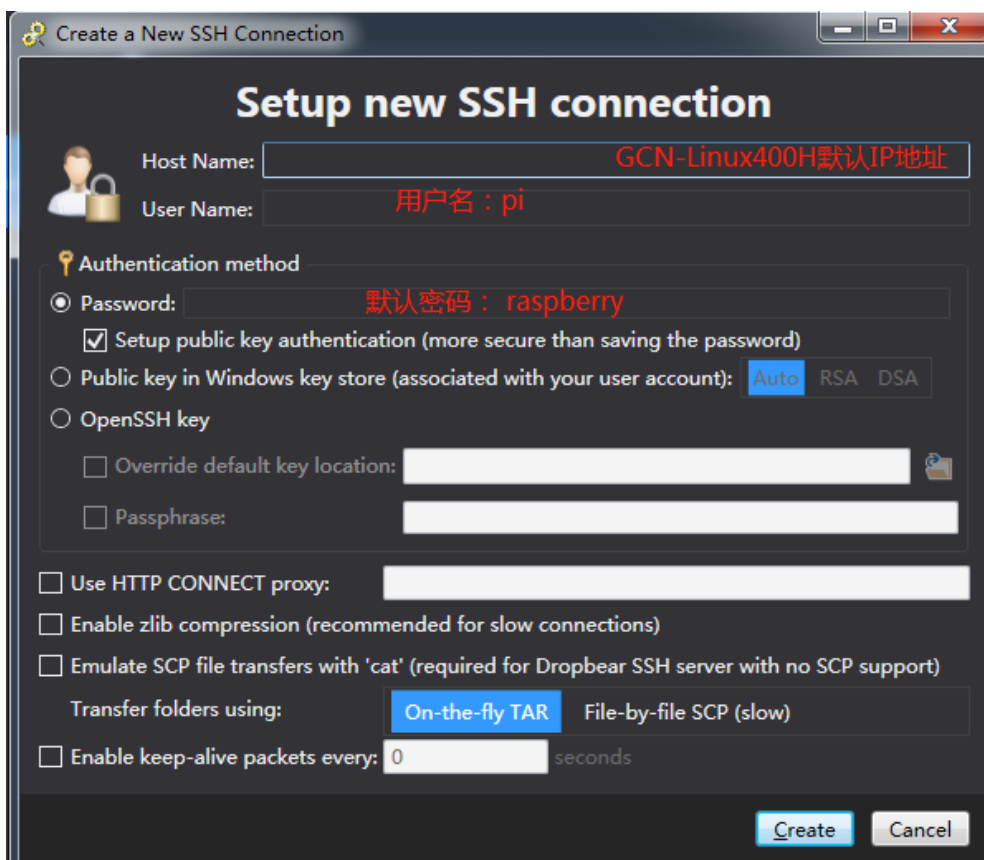 Create a New SSH Connection
Setup new SSH connection
Host Name: GCN-Linux400H默认IP地址
User Name: 用户名：pi
Authentication method
Password: 默认密码： raspberry
Setup public key authentication (more secure than saving the password)
Public key in Windows key store (associated with your user account): Auto RSA DSA
OpenSSH key
Override default key location:
Passphrase:
Use HTTP CONNECT proxy:
Enable zlib compression (recommended for slow connections)
Emulate SCP file transfers with 'cat' (required for Dropbear SSH server with no SCP support)
Transfer folders using: On-the-fly TAR File-by-file SCP (slow)
Enable keep-alive packets every: 0 seconds
Create Cancel